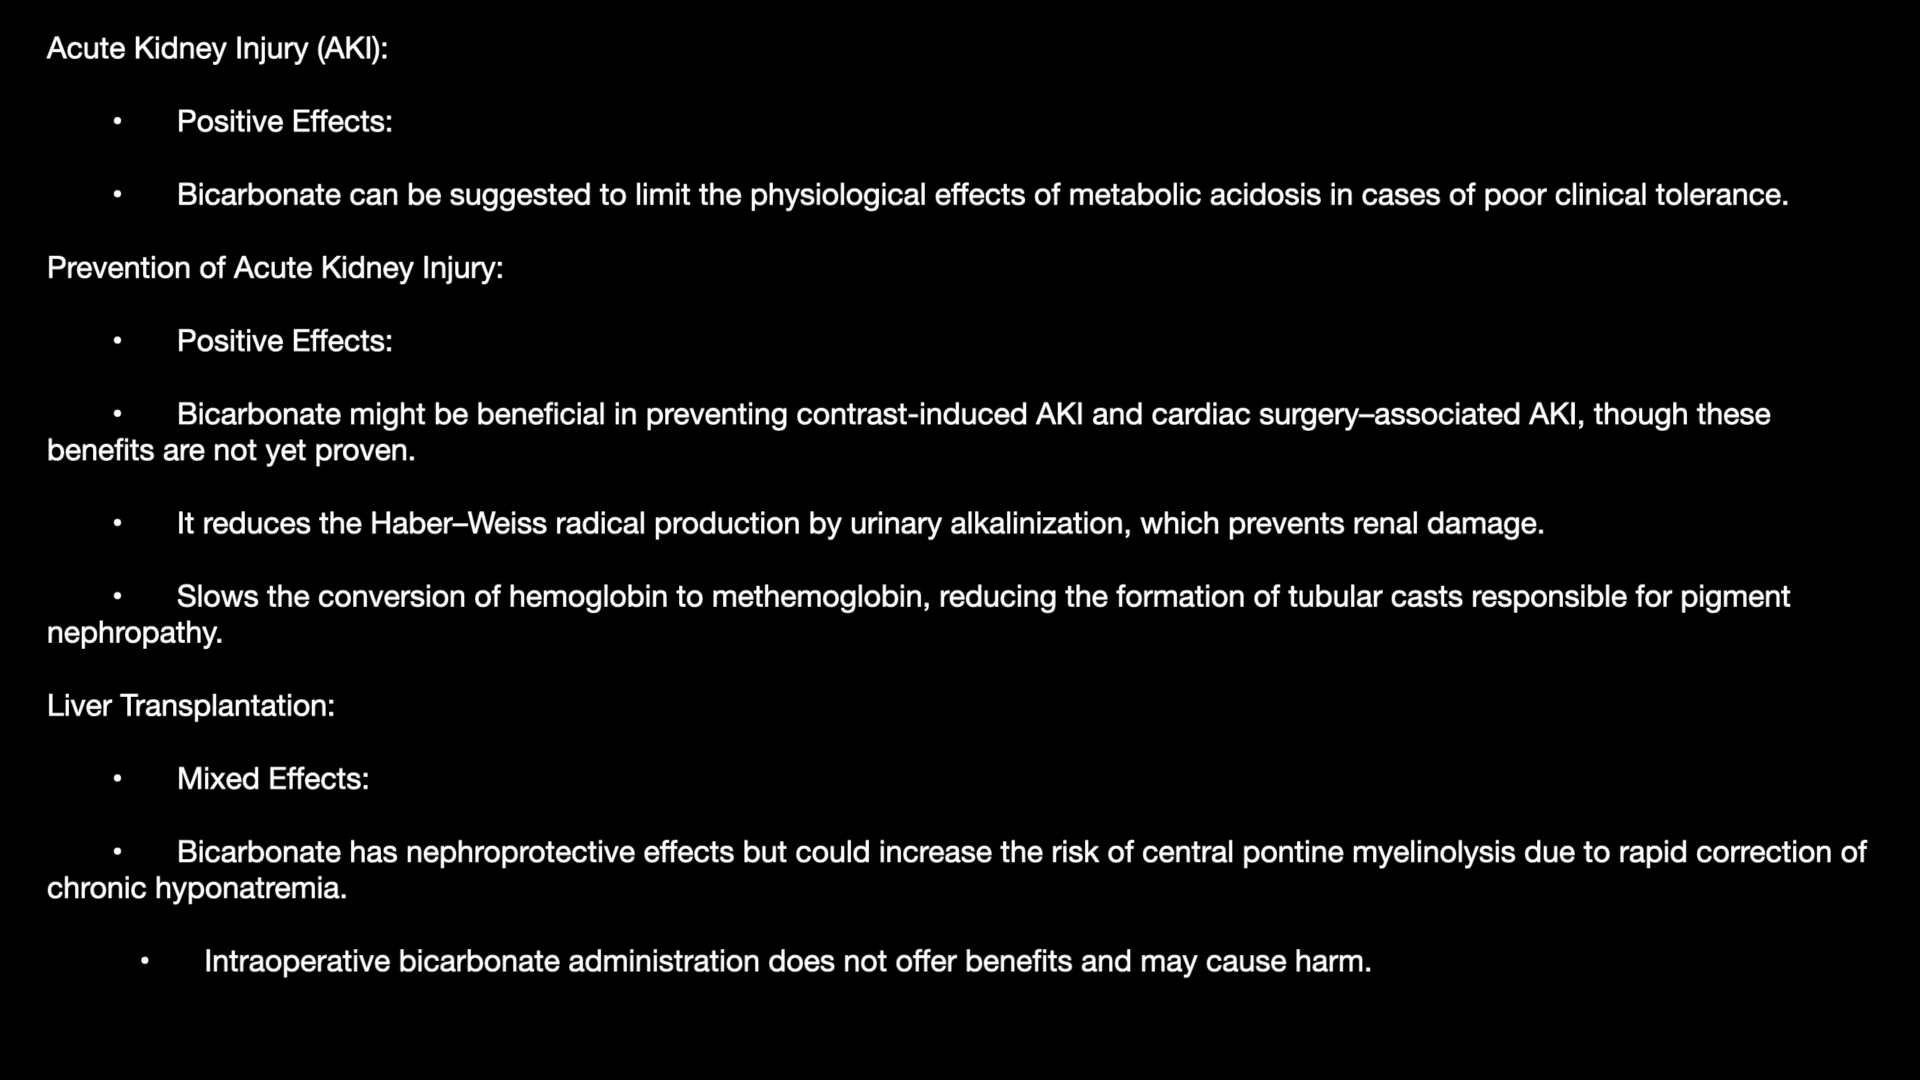 Acute Kidney Injury (AKI):
• Positive Effects:
• Bicarbonate can be suggested to limit the physiological effects of metabolic acidosis in cases of poor clinical tolerance.
Prevention of Acute Kidney Injury:
• Positive Effects:
• Bicarbonate might be beneficial in preventing contrast-induced AKI and cardiac surgery–associated AKI, though these
benefits are not yet proven.
• It reduces the Haber–Weiss radical production by urinary alkalinization, which prevents renal damage.
• Slows the conversion of hemoglobin to methemoglobin, reducing the formation of tubular casts responsible for pigment
nephropathy.
Liver Transplantation:
• Mixed Effects:
• Bicarbonate has nephroprotective effects but could increase the risk of central pontine myelinolysis due to rapid correction of
chronic hyponatremia.
• Intraoperative bicarbonate administration does not offer benefits and may cause harm.